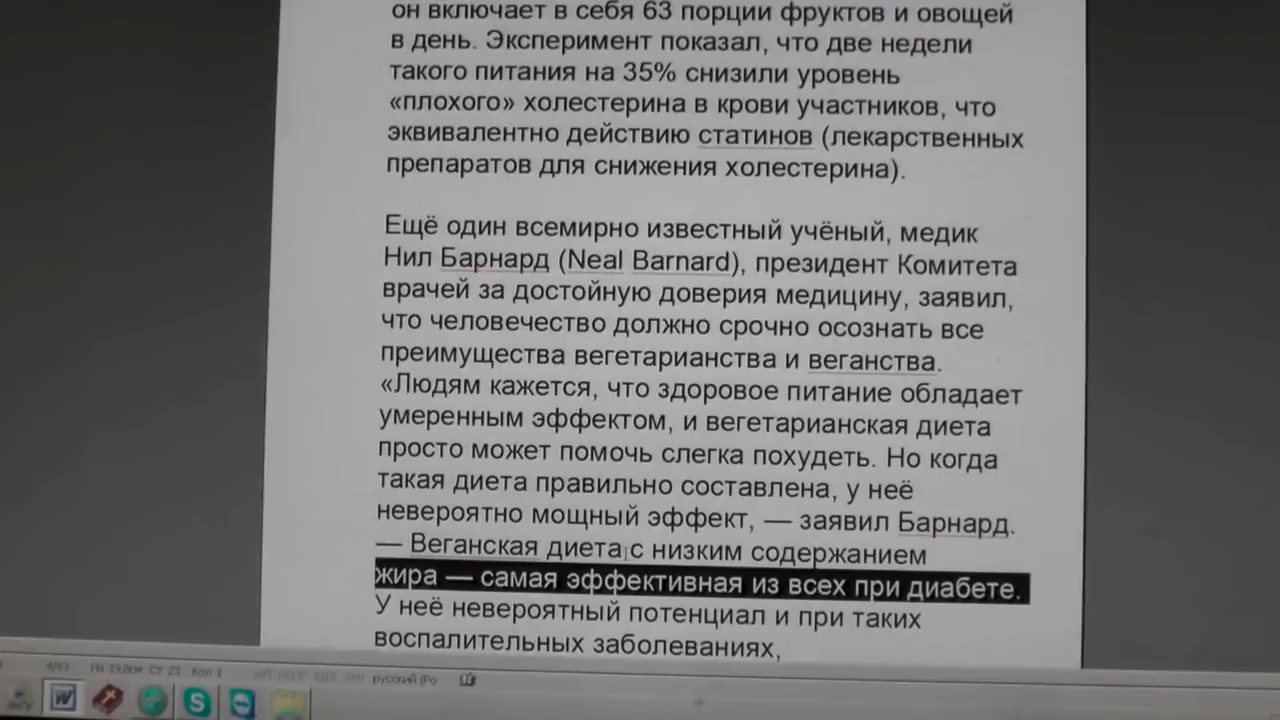 он включает в себя 63 порции фруктов и овощей
в день. Эксперимент показал, что две недели
такого питания на 35% снизили уровень
«плохого» холестерина в крови участников, что
эквивалентно действию статинов (лекарственных
препаратов для снижения холестерина).
Ещё один всемирно известный учёный, медик
Нил Барнард (Neal Barnard), президент Комитета
врачей за достойную доверия медицину, заявил,
что человечество должно срочно осознать все
преимущества вегетарианства и веганства.
«Людям кажется, что здоровое питание обладает
умеренным эффектом, и вегетарианская диета
просто может помочь слегка похудеть. Но когда
такая диета правильно составлена, у неё
невероятно мощный эффект, — заявил Барнард.
— Веганская диета с низким содержанием
жира — самая эффективная из всех при диабете.
У неё невероятный потенциал и при таких
воспалительных заболеваниях,
русский (Ро